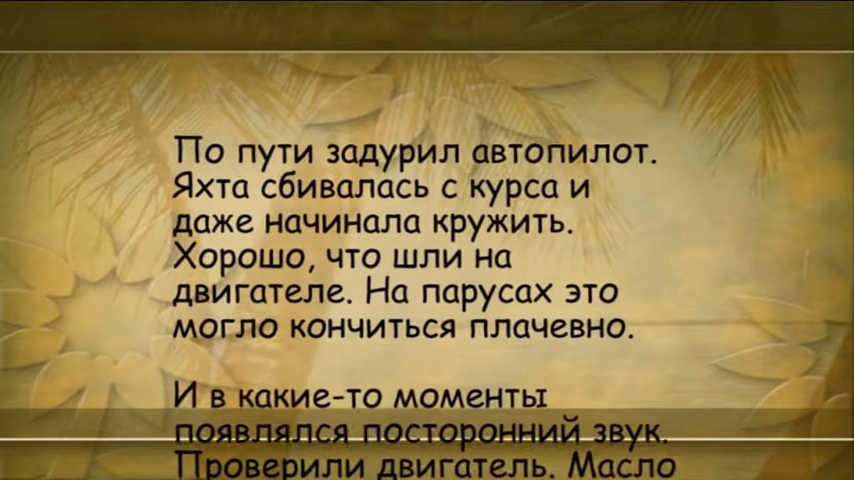 По пути задурил автопилот.
Яхта сбивалась с курса и
даже начинала кружить.
Хорошо, что шли на
двигателе. На парусах это
могло кончиться плачевно.
И в какие-то моменты
появлялся посторонний звук.
Проверили двигатель. Масло